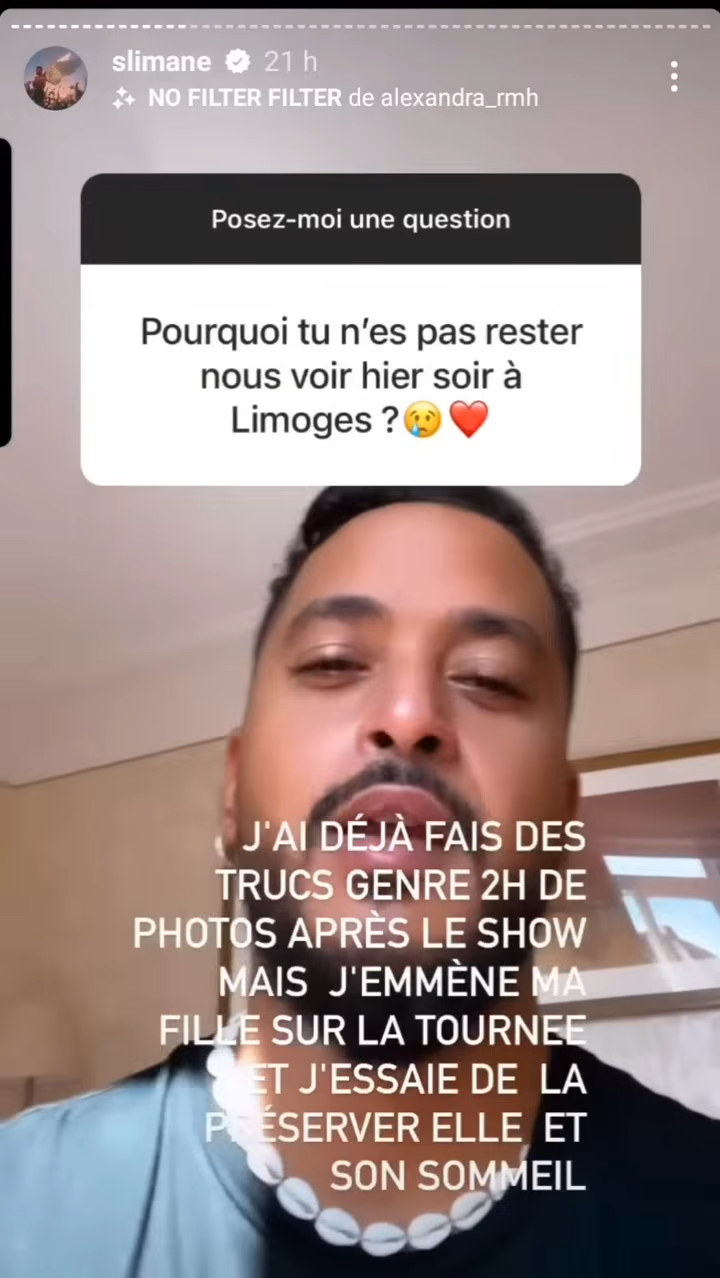 slimane 21 h
NO FILTER FILTER de alexandra_rmh
Posez-moi une question
Pourquoi tu n’es pas rester
nous voir hier soir à
Limoges ?😢❤️
J'AI DÉJÀ FAIS DES
TRUCS GENRE 2H DE
PHOTOS APRÈS LE SHOW
MAIS J'EMMÈNE MA
FILLE SUR LA TOURNEE
ET J'ESSAIE DE LA
PRÉSERVER ELLE ET
SON SOMMEIL